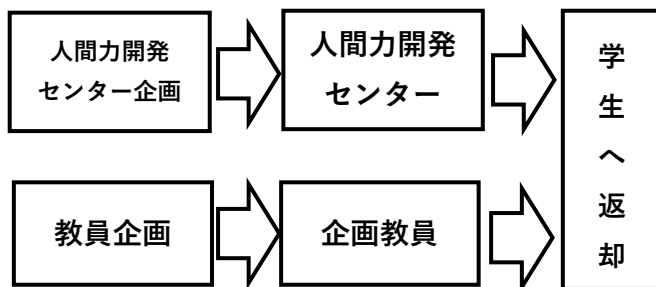 人間力開発
センター企画
人間力開発
センター
教員企画
企画教員
学生へ返却